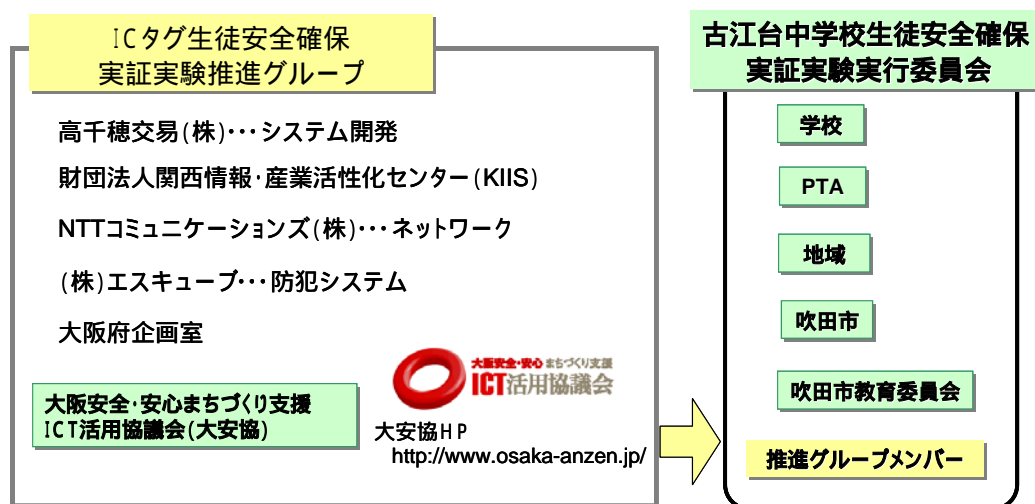 ICタグ生徒安全確保
実証実験推進グループ
高千穂交易(株)･･･システム開発
財団法人関西情報･産業活性化センター(KIIS)
NTTコミュニケーションズ(株)･･･ネットワーク
(株)エスキューブ･･･防犯システム
大阪府企画室
大阪安全･安心まちづくり支援
ICT活用協議会
大阪安全･安心まちづくり支援
ICT活用協議会(大安協)
大安協HP
http://www.osaka-anzen.jp/
古江台中学校生徒安全確保
実証実験実行委員会
学校
PTA
地域
吹田市
吹田市教育委員会
推進グループメンバー